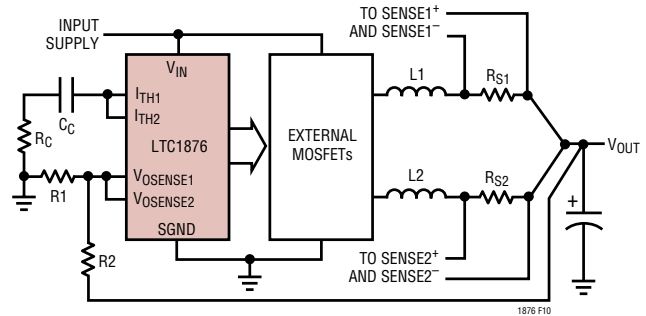 INPUT
SUPPLY
TO SENSE1+
AND SENSE1−
VIN
ITH1
ITH2
LTC1876
VOSENSE1
VOSENSE2
SGND
CC
RC
R1
R2
EXTERNAL
MOSFETs
L1
RS1
L2
RS2
VOUT
+
TO SENSE2+
AND SENSE2−
1876 F10